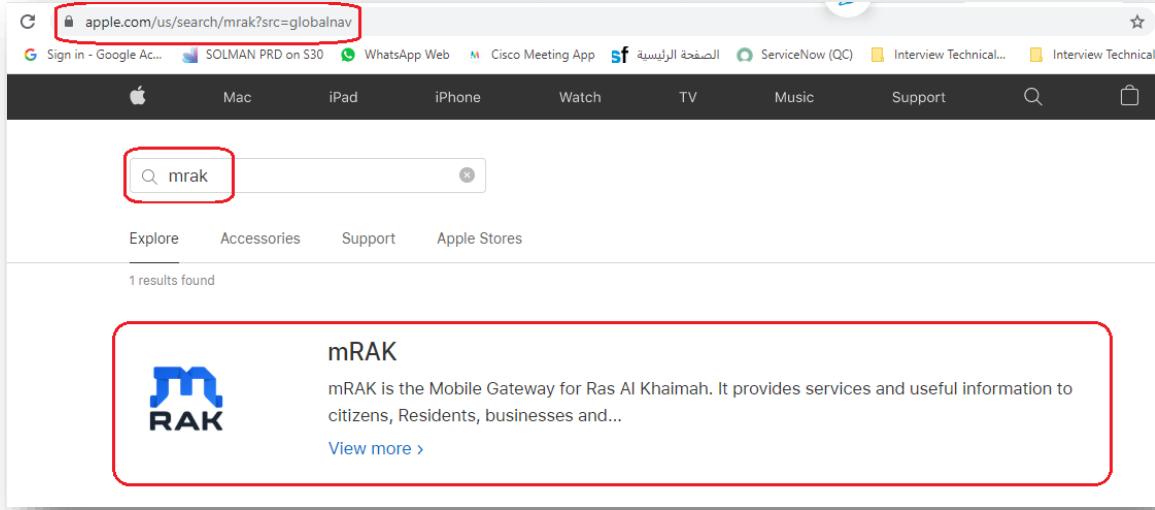 apple.com/us/search/mrak?src=globalnav
G Sign in - Google Ac... SOLMAN PRD on S30 WhatsApp Web M Cisco Meeting App sf الصفحة الرئيسية ServiceNow (QC) Interview Technical... Interview Technical
Mac iPad iPhone Watch TV Music Support
mrak
Explore Accessories Support Apple Stores
1 results found
mRAK
mRAK is the Mobile Gateway for Ras Al Khaimah. It provides services and useful information to
citizens, Residents, businesses and...
View more >
m
RAK